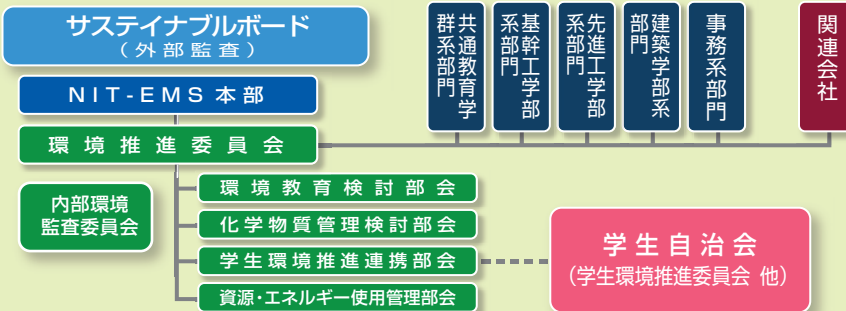 サステイナブルボード
（外部監査）
NIT-EMS 本部
環境推進委員会
内部環境
監査委員会
共通教育学
群系部門
基幹工学部
系部門
先進工学部
系部門
建築学部系
部門
事務系部門
関連会社
環境教育検討部会
化学物質管理検討部会
学生環境推進連携部会
資源・エネルギー使用管理部会
学生自治会
（学生環境推進委員会 他）